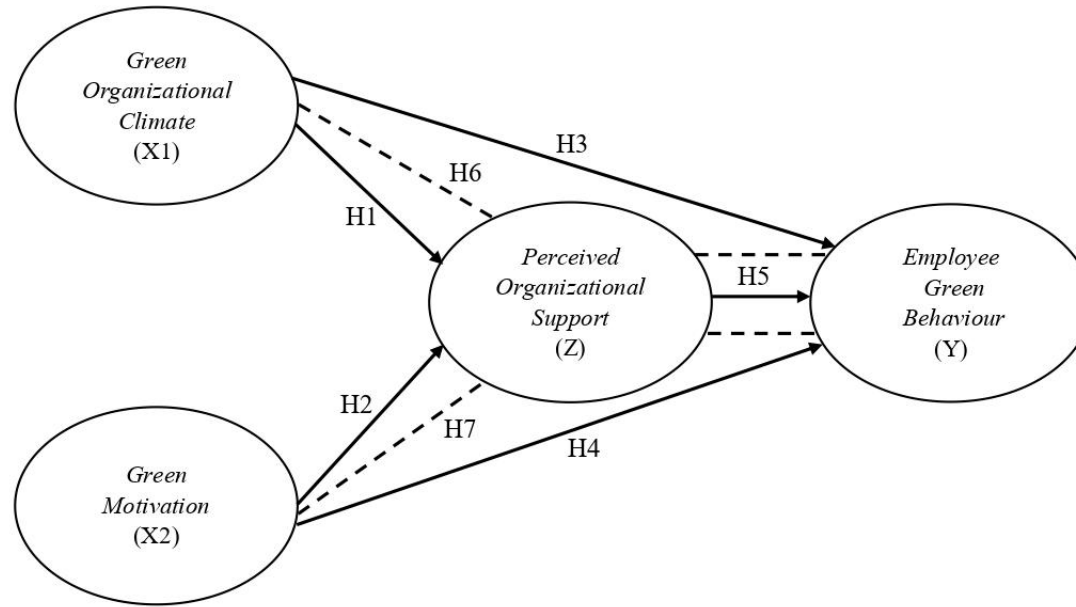 Green
Organizational
Climate
(X1)
H3
H6
H1
Perceived
Organizational
Support
(Z)
H5
Employee
Green
Behaviour
(Y)
H2
H7
H4
Green
Motivation
(X2)